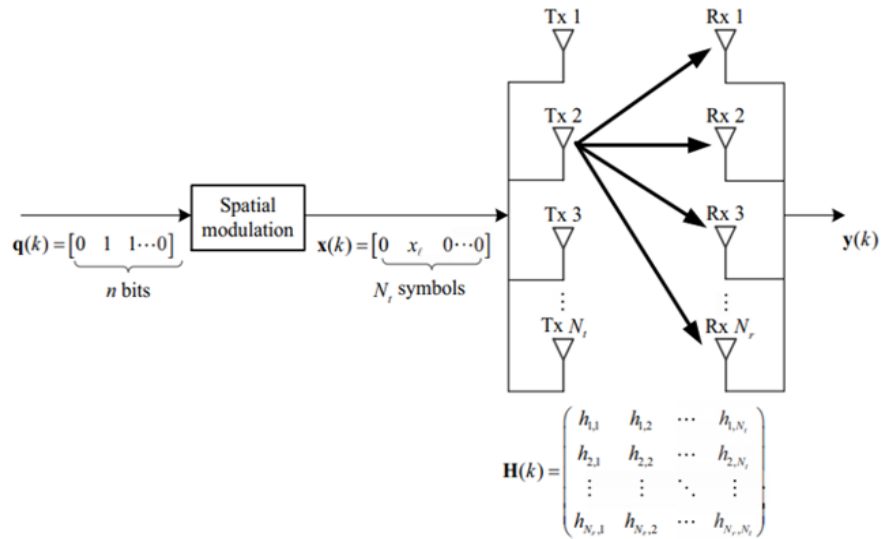 Tx 1
Rx 1
Tx 2
Rx 2
Spatial
modulation
Tx 3
Rx 3
q(k)=[0 1 1⋯0]
n bits
x(k)=[0 x_ℓ 0⋯0]
N_t symbols
y(k)
⋮
⋮
Tx N_t
Rx N_r
H(k)=
h_{1,1} h_{1,2} ⋯ h_{1,N_t}
h_{2,1} h_{2,2} ⋯ h_{2,N_t}
⋮ ⋮ ⋱ ⋮
h_{N_r,1} h_{N_r,2} ⋯ h_{N_r,N_t}